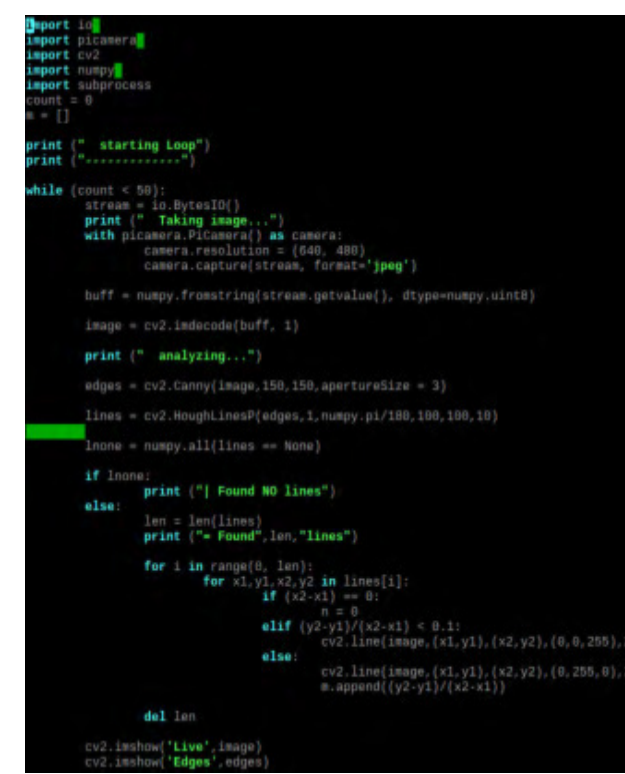 import io
import picamera
import cv2
import numpy
import subprocess
count = 0
m = []
print ("  starting Loop")
print ("-------------")
while (count < 50):
stream = io.BytesIO()
print ("  Taking image...")
with picamera.PiCamera() as camera:
camera.resolution = (640, 480)
camera.capture(stream, format='jpeg')
buff = numpy.fromstring(stream.getvalue(), dtype=numpy.uint8)
image = cv2.imdecode(buff, 1)
print ("  analyzing...")
edges = cv2.Canny(image,150,150,apertureSize = 3)
lines = cv2.HoughLinesP(edges,1,numpy.pi/180,100,100,10)
lnone = numpy.all(lines == None)
if lnone:
print ("| Found NO lines")
else:
len = len(lines)
print ("= Found",len,"lines")
for i in range(0, len):
for x1,y1,x2,y2 in lines[i]:
if (x2-x1) == 0:
n = 0
elif (y2-y1)/(x2-x1) < 0.1:
cv2.line(image,(x1,y1),(x2,y2),(0,0,255),
else:
cv2.line(image,(x1,y1),(x2,y2),(0,255,0),
m.append((y2-y1)/(x2-x1))
del len
cv2.imshow('Live',image)
cv2.imshow('Edges',edges)